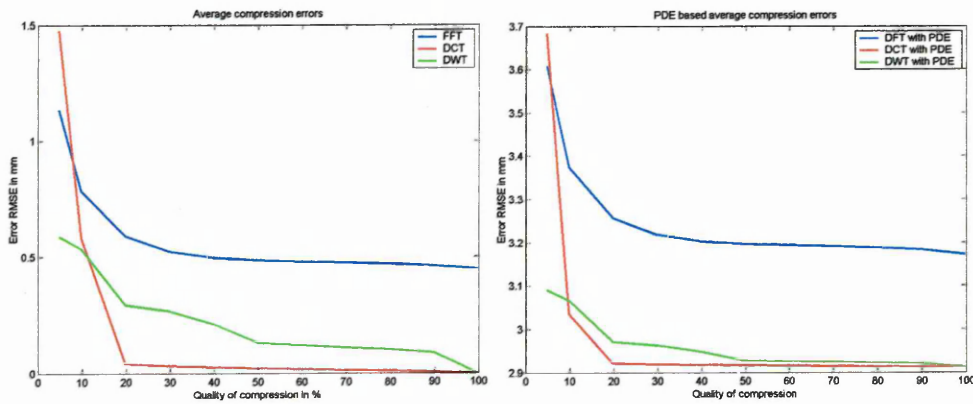 Average compression errors
1.5
1
0.5
0
Error RMSE in mm
FFT
DCT
DWT
0 10 20 30 40 50 60 70 80 90 100
Quality of compression in %
PDE based average compression errors
3.7
3.6
3.5
3.4
3.3
3.2
3.1
3
2.9
Error RMSE in mm
DFT with PDE
DCT with PDE
DWT with PDE
0 10 20 30 40 50 60 70 80 90 100
Quality of compression